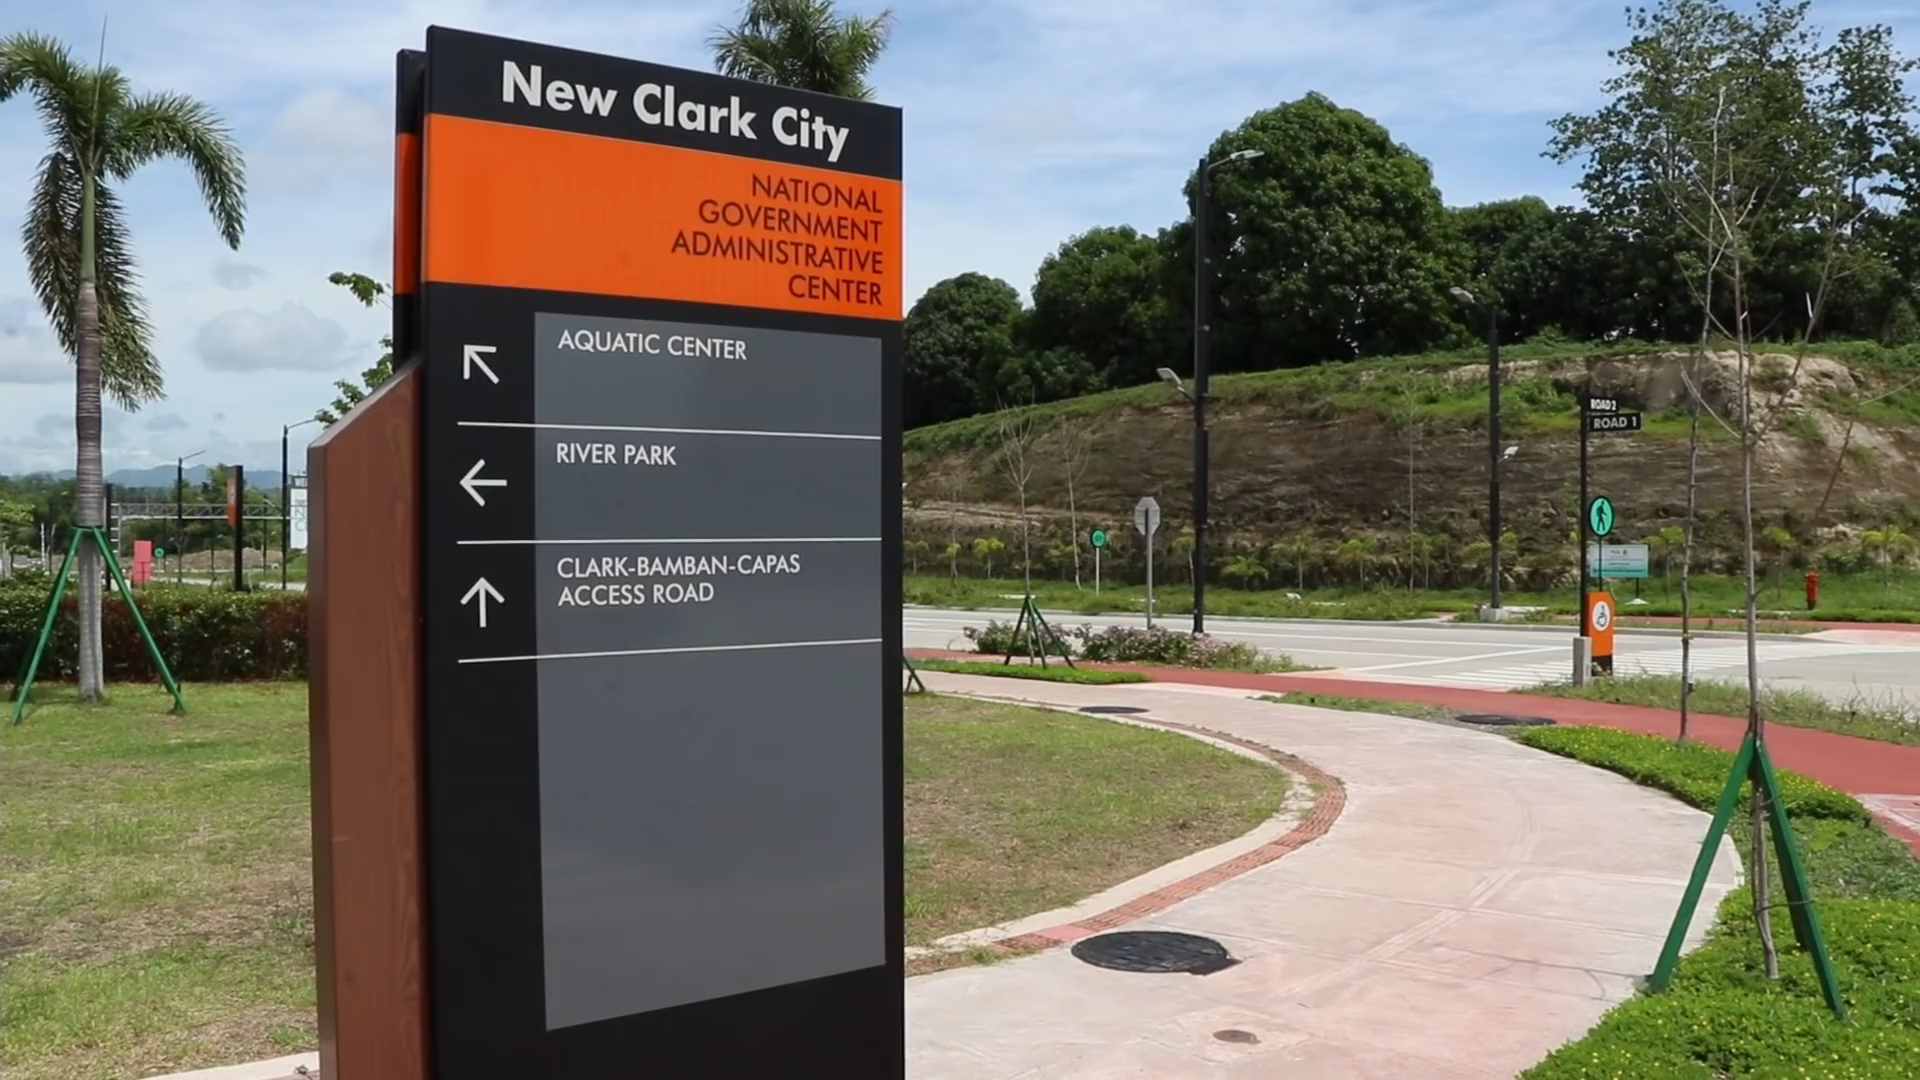 New Clark City
NATIONAL
GOVERNMENT
ADMINISTRATIVE
CENTER
AQUATIC CENTER
RIVER PARK
CLARK-BAMBAN-CAPAS
ACCESS ROAD
ROAD 2
ROAD 1